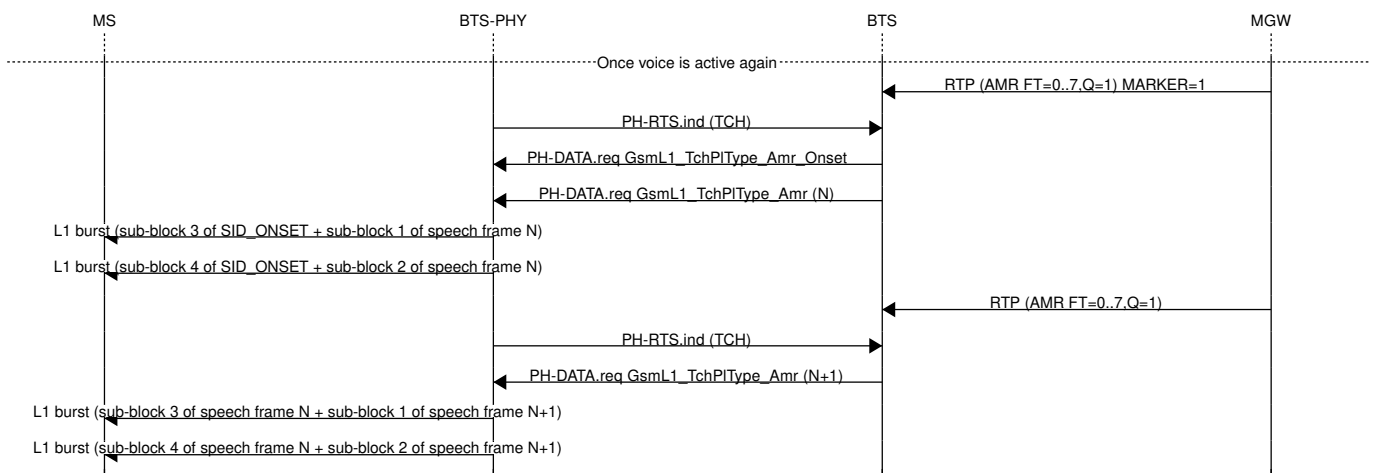 MS BTS-PHY BTS MGW
Once voice is active again
RTP (AMR FT=0..7,Q=1) MARKER=1
PH-RTS.ind (TCH)
PH-DATA.req GsmL1_TchPlType_Amr_Onset
PH-DATA.req GsmL1_TchPlType_Amr (N)
L1 burst (sub-block 3 of SID_ONSET + sub-block 1 of speech frame N)
L1 burst (sub-block 4 of SID_ONSET + sub-block 2 of speech frame N)
RTP (AMR FT=0..7,Q=1)
PH-RTS.ind (TCH)
PH-DATA.req GsmL1_TchPlType_Amr (N+1)
L1 burst (sub-block 3 of speech frame N + sub-block 1 of speech frame N+1)
L1 burst (sub-block 4 of speech frame N + sub-block 2 of speech frame N+1)